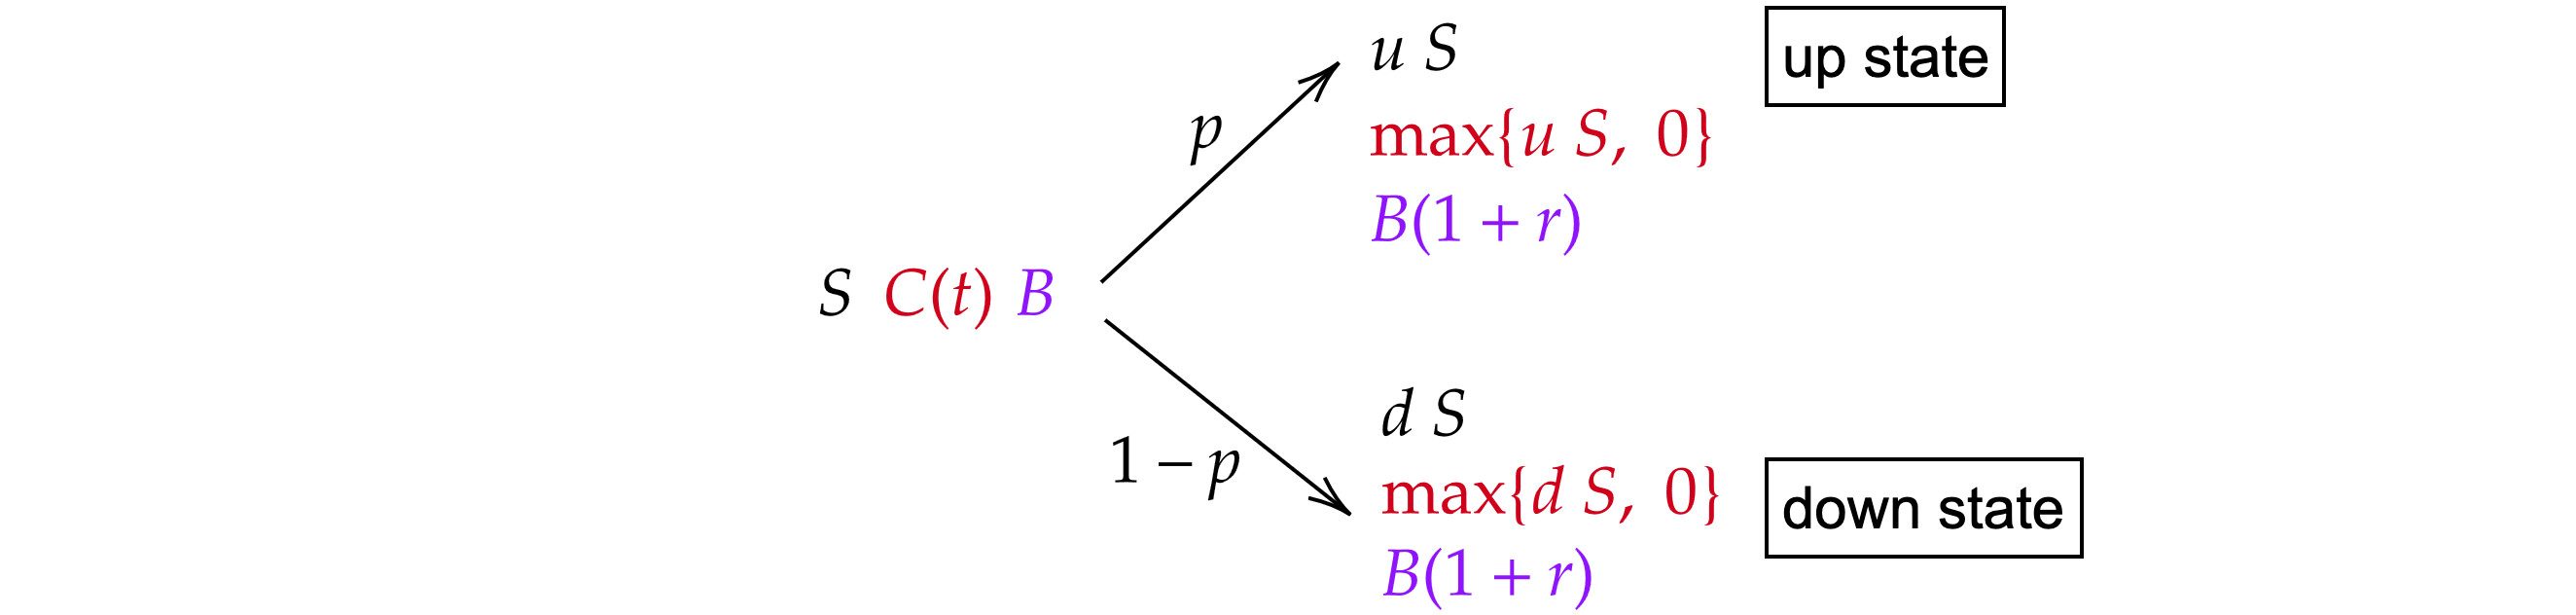 u S
up state
p
max{u S, 0}
B(1 + r)
S C(t) B
d S
1 − p
max{d S, 0}
down state
B(1 + r)